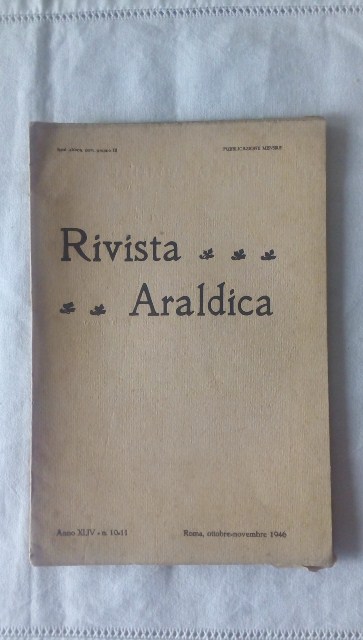 PUBBLICAZIONE MENSILE
Rivista
Araldica
Anno XLIV - n. 10-11
Roma, ottobre-novembre 1946